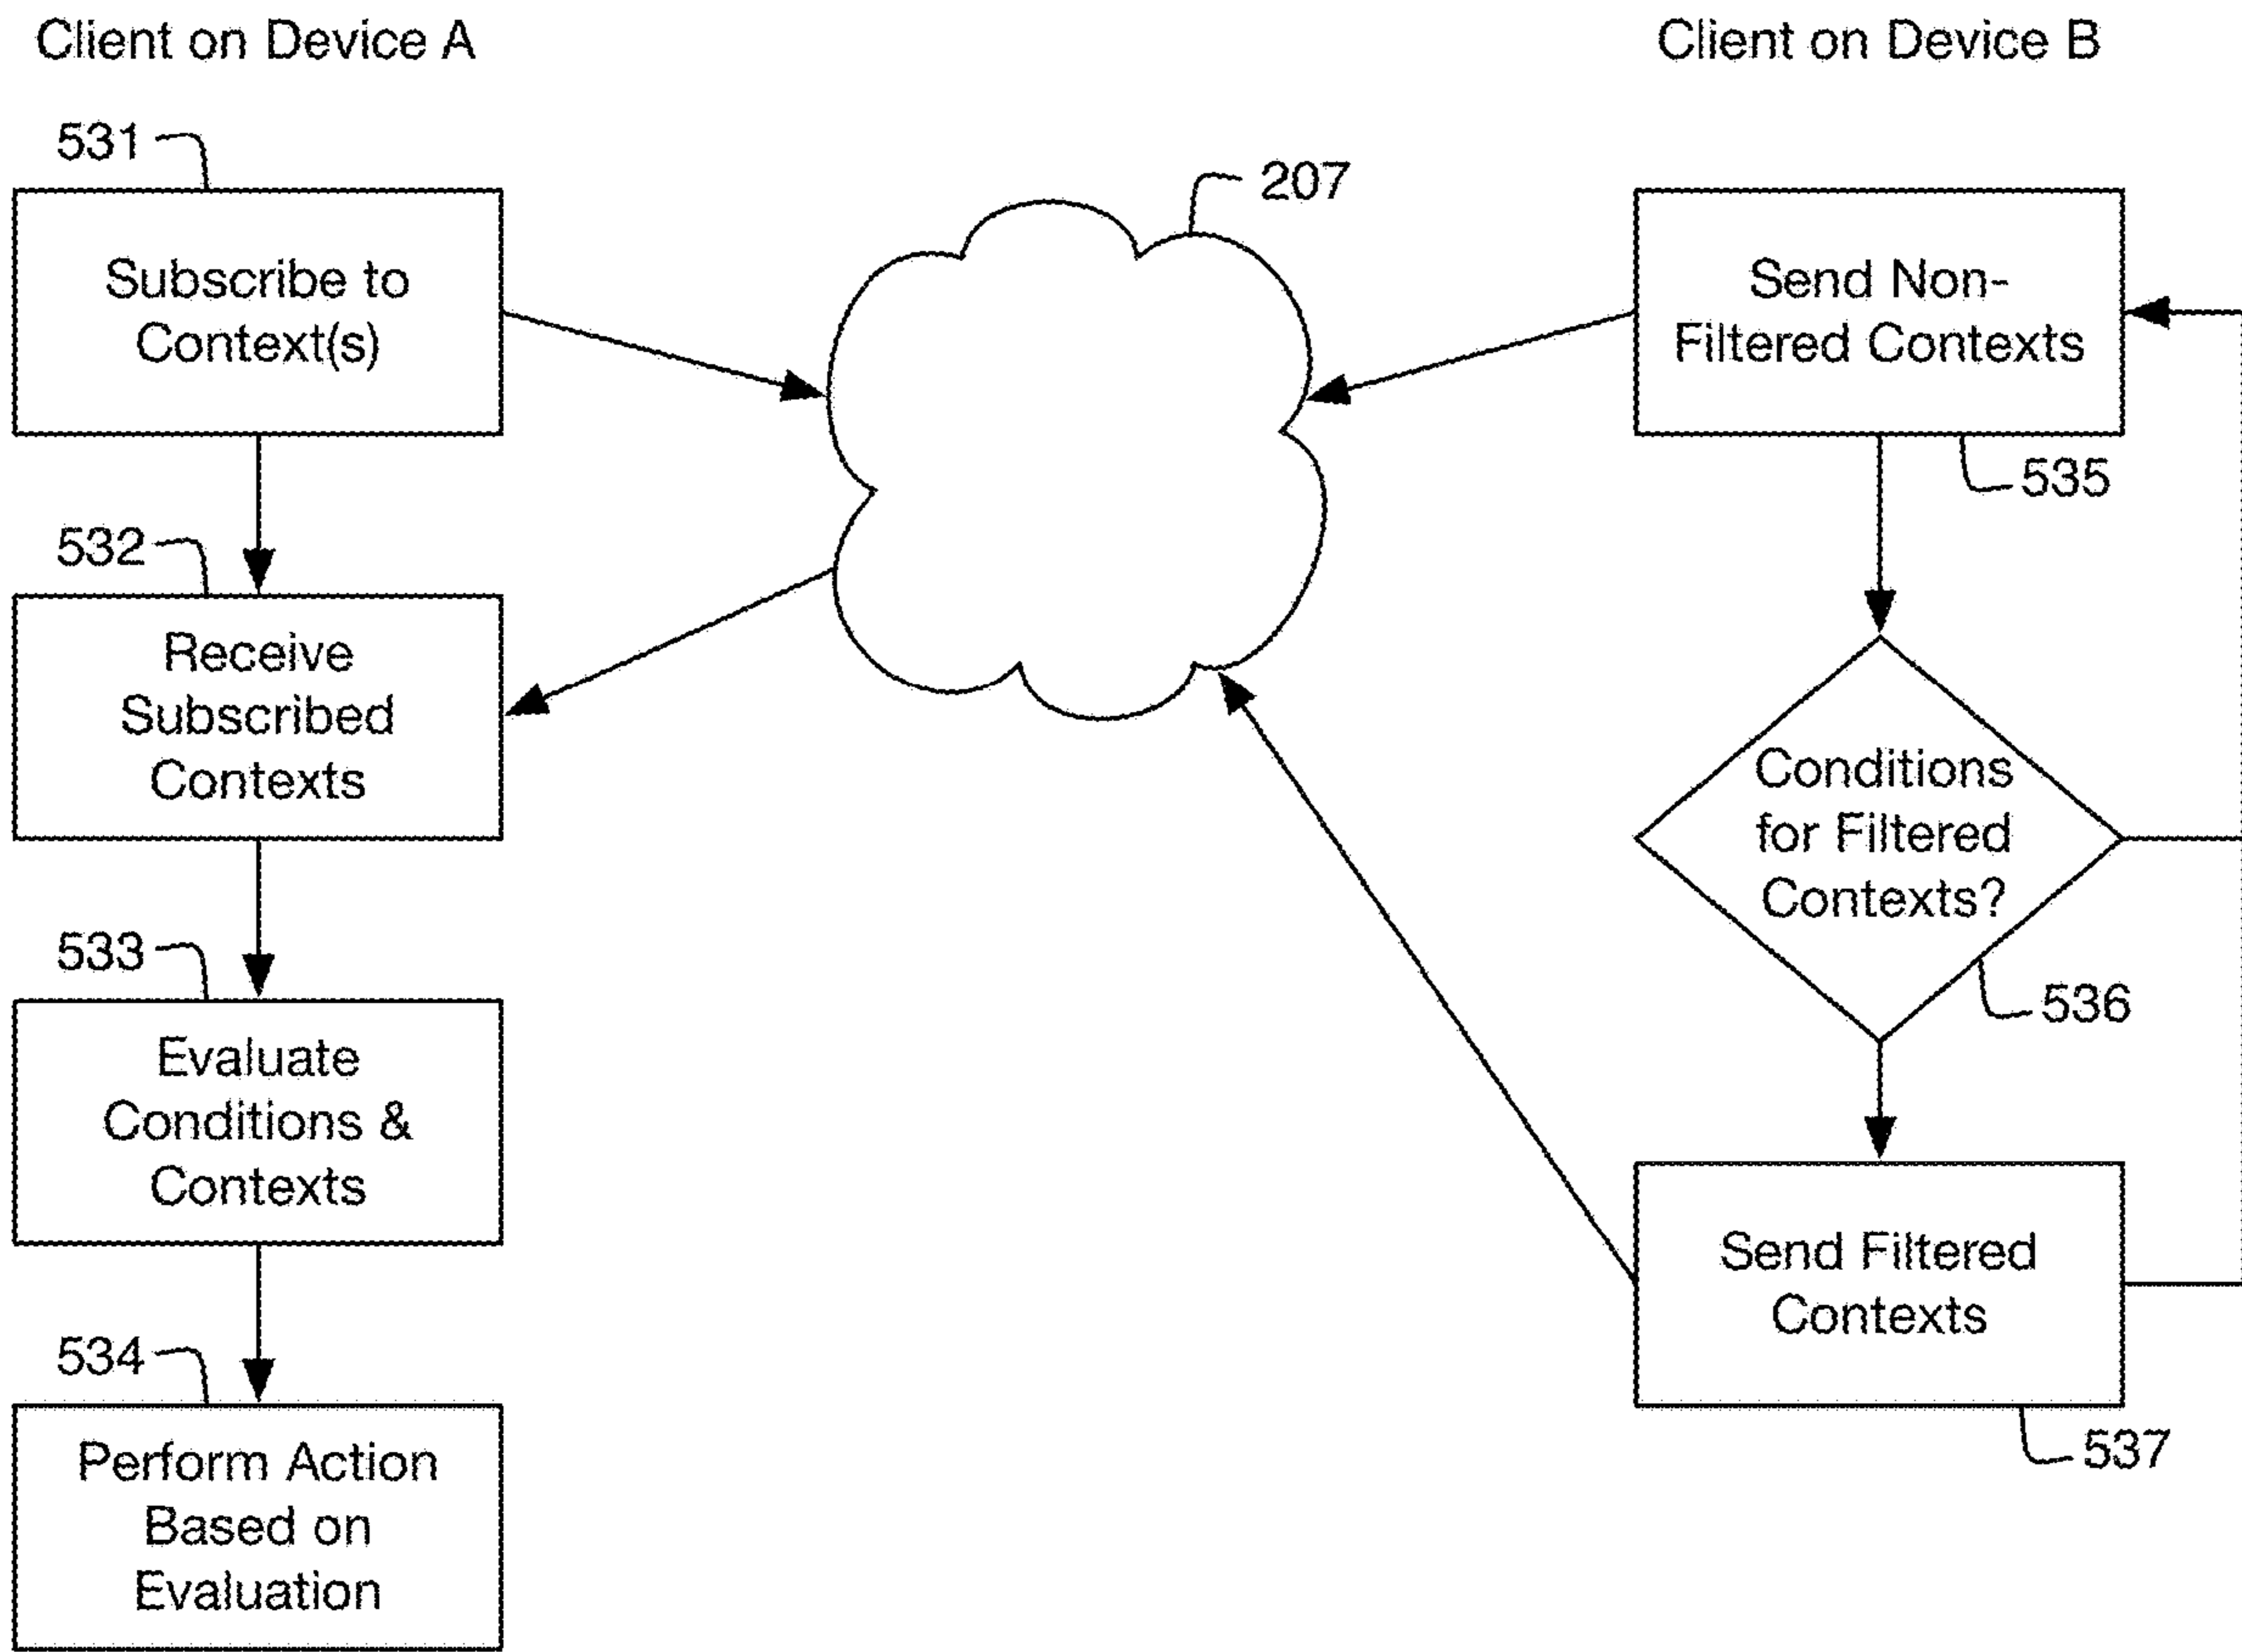 Client on Device A
531
Subscribe to
Context(s)
532
Receive
Subscribed
Contexts
533
Evaluate
Conditions &
Contexts
534
Perform Action
Based on
Evaluation
207
Client on Device B
Send Non-
Filtered Contexts
535
Conditions
for Filtered
Contexts?
536
Send Filtered
Contexts
537